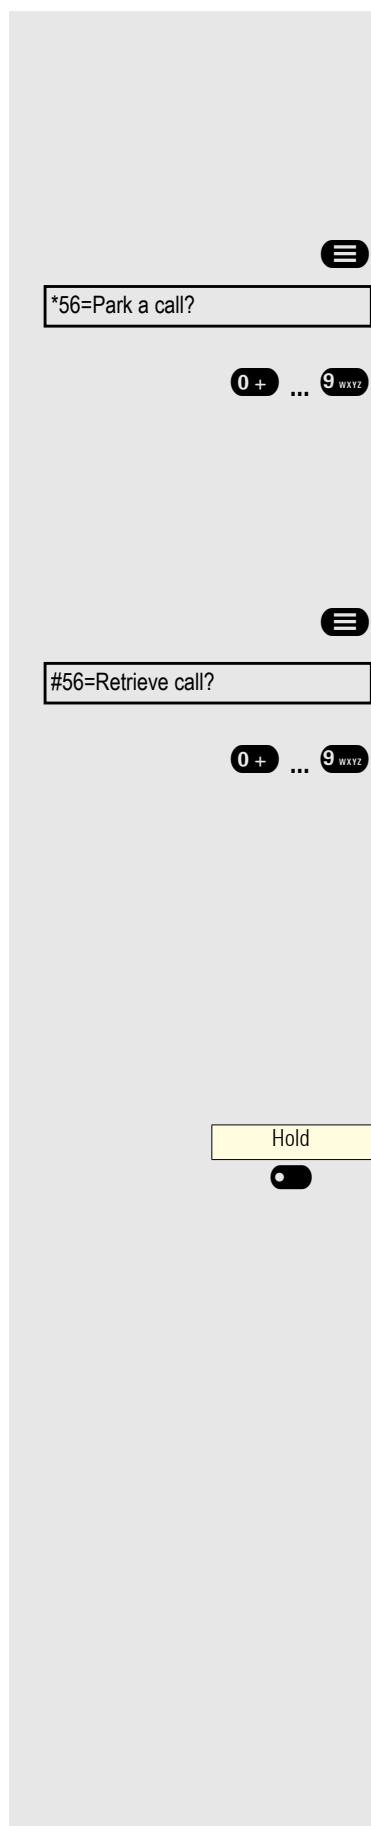 *56=Park a call?
0 + ... 9 WXYZ
#56=Retrieve call?
0 + ... 9 WXYZ
Hold